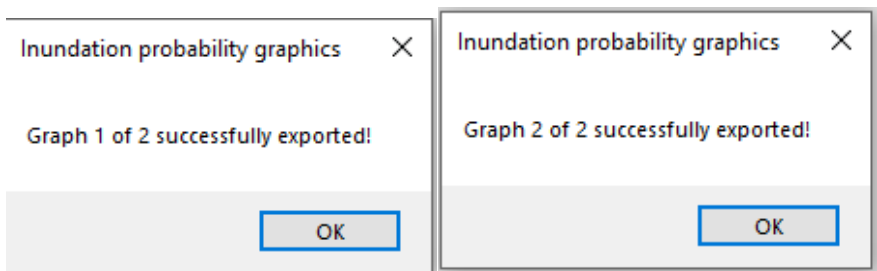 Inundation probability graphics
Graph 1 of 2 successfully exported!
OK
Inundation probability graphics
Graph 2 of 2 successfully exported!
OK